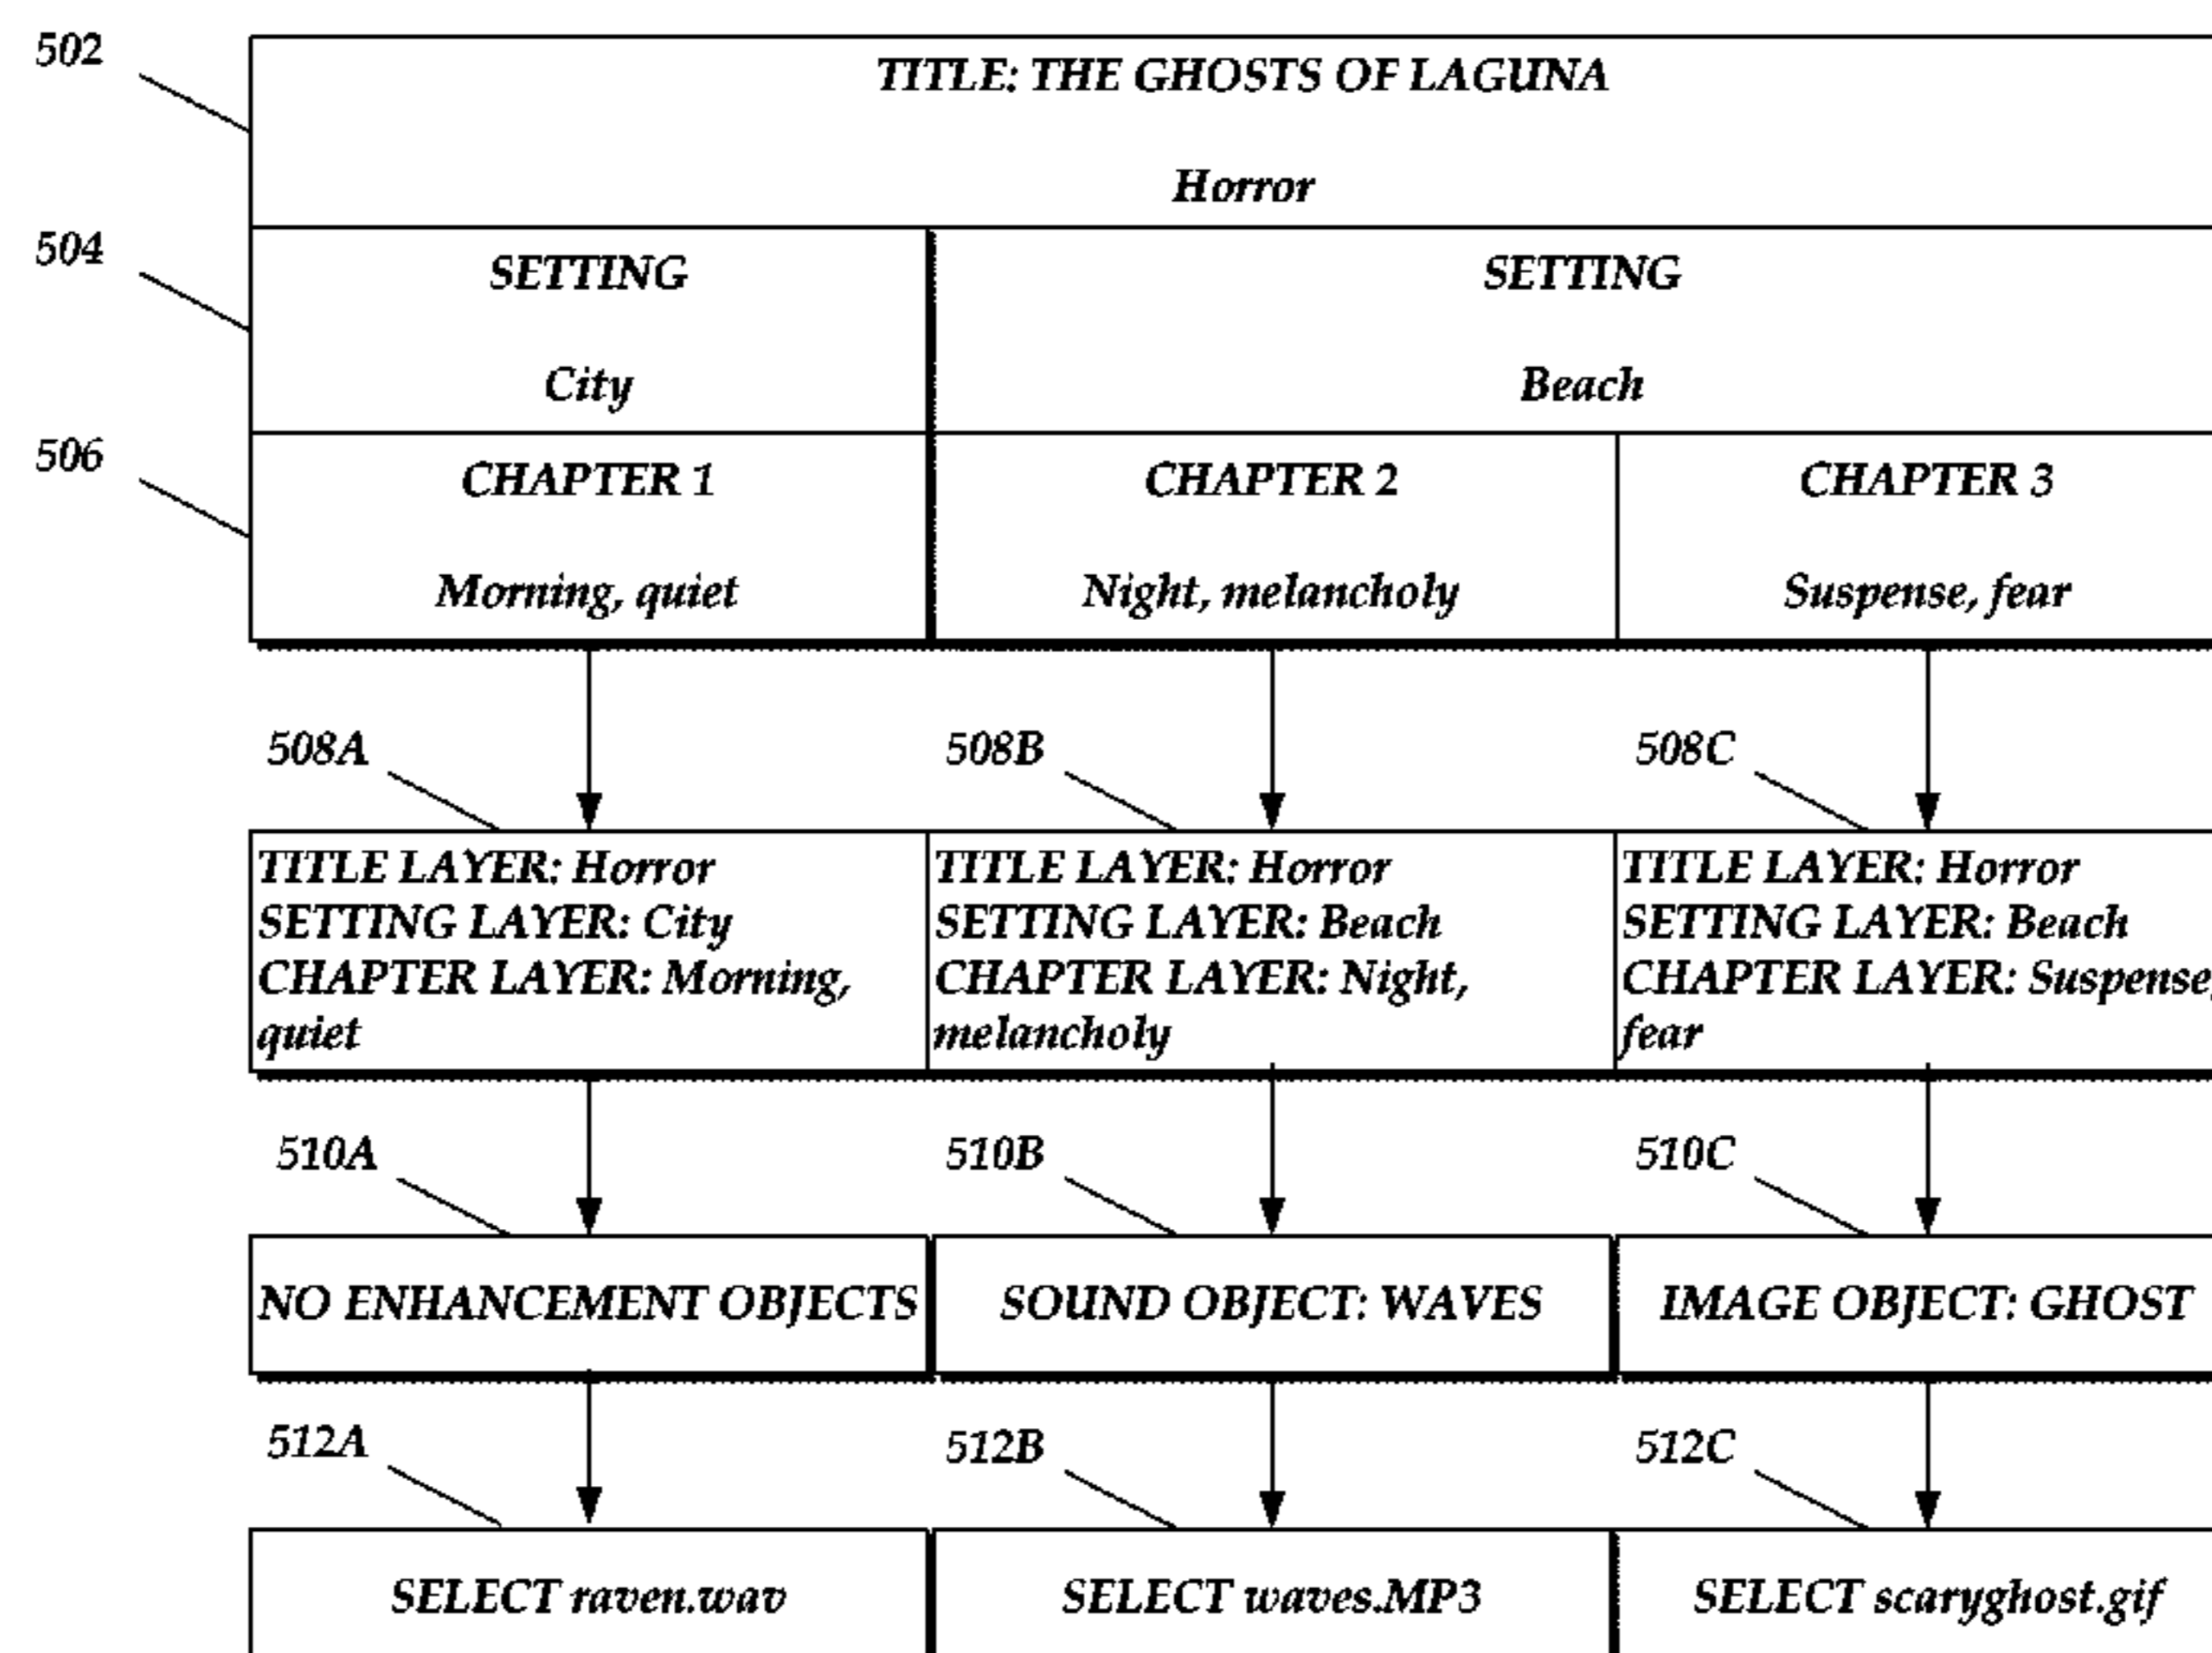 502
TITLE: THE GHOSTS OF LAGUNA
Horror
504
SETTING
City
SETTING
Beach
506
CHAPTER 1
Morning, quiet
CHAPTER 2
Night, melancholy
CHAPTER 3
Suspense, fear
508A
508B
508C
TITLE LAYER: Horror
SETTING LAYER: City
CHAPTER LAYER: Morning,
quiet
TITLE LAYER: Horror
SETTING LAYER: Beach
CHAPTER LAYER: Night,
melancholy
TITLE LAYER: Horror
SETTING LAYER: Beach
CHAPTER LAYER: Suspense,
fear
510A
510B
510C
NO ENHANCEMENT OBJECTS
SOUND OBJECT: WAVES
IMAGE OBJECT: GHOST
512A
512B
512C
SELECT raven.wav
SELECT waves.MP3
SELECT scaryghost.gif